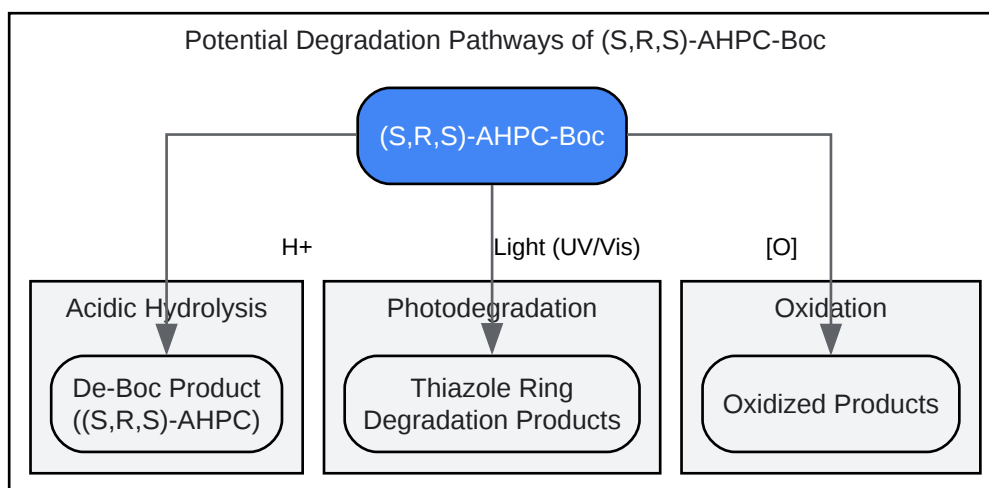 Potential Degradation Pathways of (S,R,S)-AHPC-Boc
(S,R,S)-AHPC-Boc
H+
Light (UV/Vis)
[O]
Acidic Hydrolysis
Photodegradation
Oxidation
De-Boc Product
((S,R,S)-AHPC)
Thiazole Ring
Degradation Products
Oxidized Products